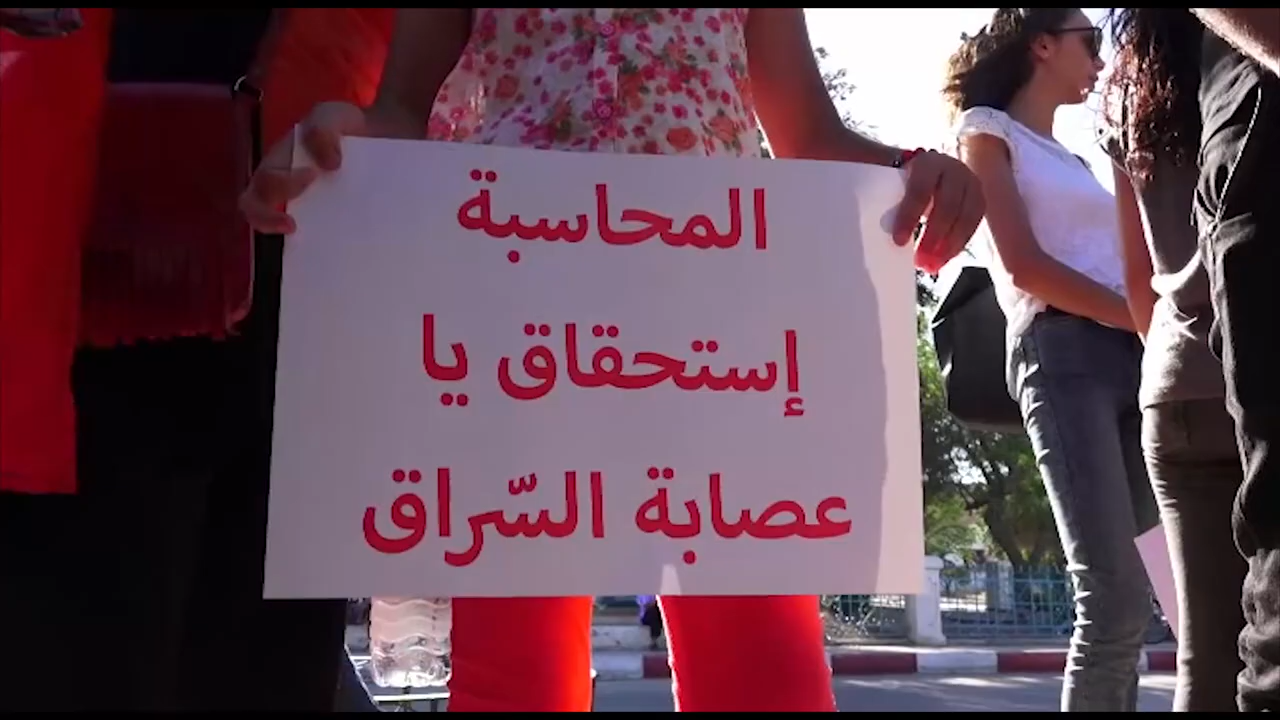 المحاسبة
إستحقاق يا
عصابة السّراق